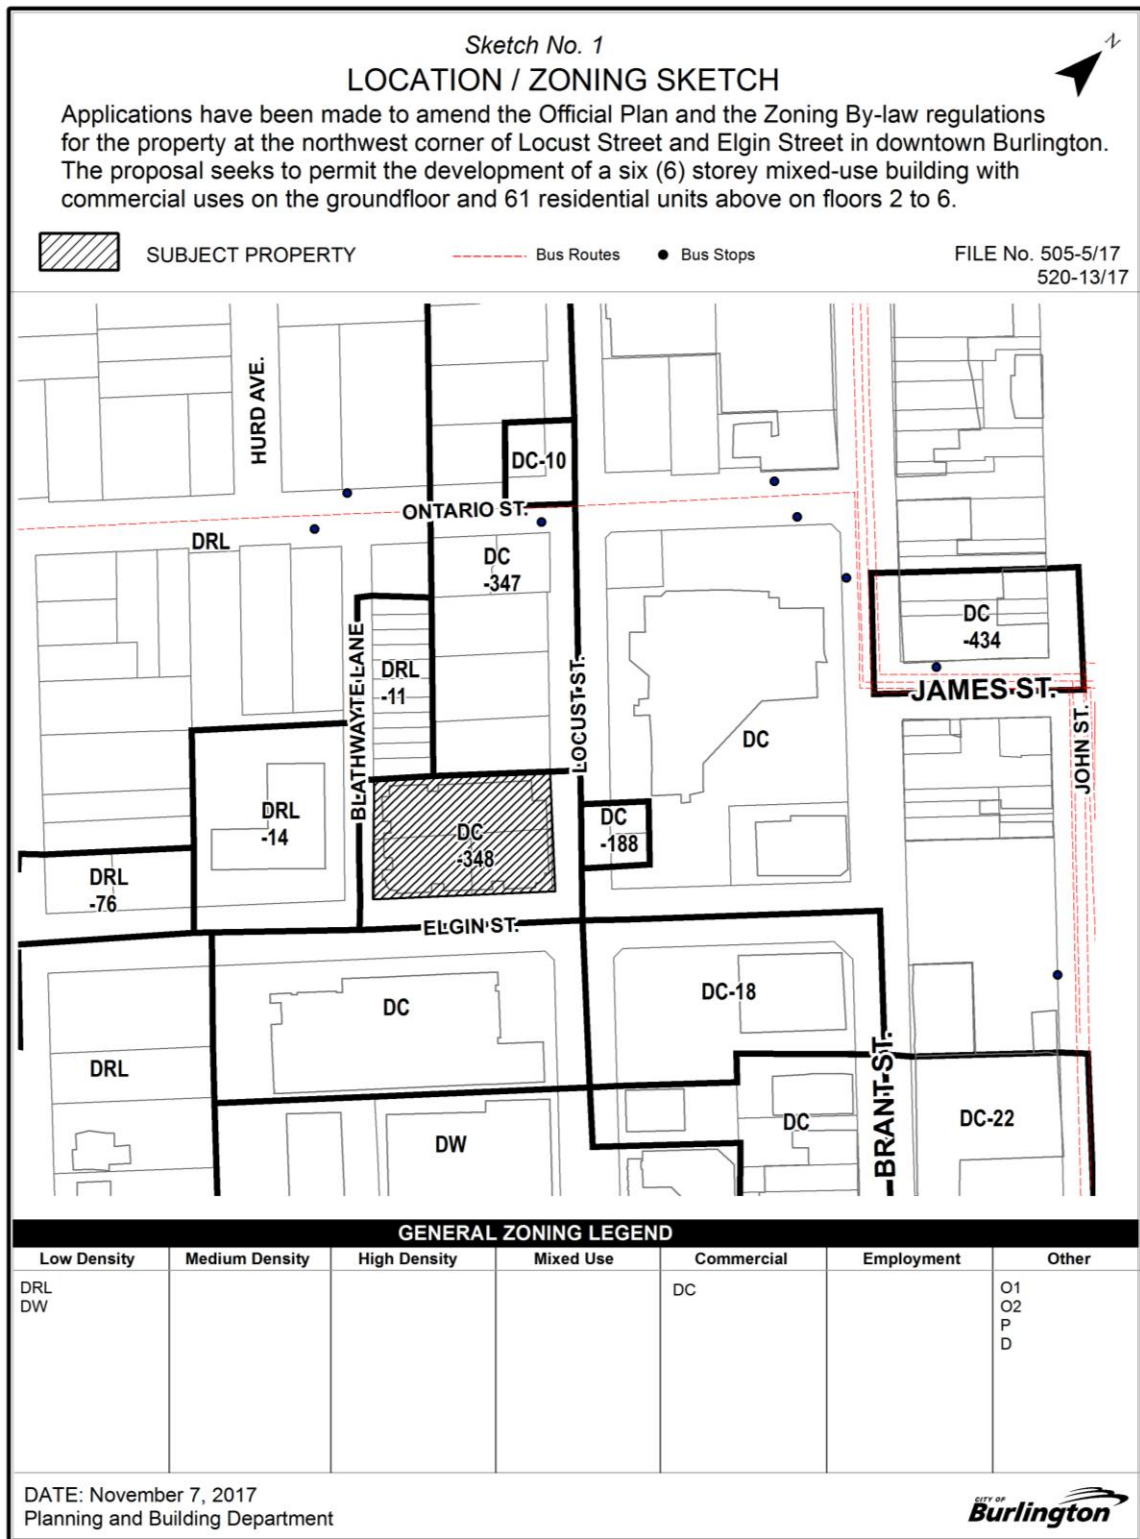 Sketch No. 1
N
LOCATION / ZONING SKETCH
Applications have been made to amend the Official Plan and the Zoning By-law regulations
for the property at the northwest corner of Locust Street and Elgin Street in downtown Burlington.
The proposal seeks to permit the development of a six (6) storey mixed-use building with
commercial uses on the groundfloor and 61 residential units above on floors 2 to 6.
SUBJECT PROPERTY
Bus Routes
Bus Stops
FILE No. 505-5/17
520-13/17
HURD AVE.
DC-10
ONTARIO ST.
DRL
DC
-347
DC
-434
BLATHWAYTE LANE
DRL
-11
LOCUST ST.
JAMES ST.
JOHN ST.
DC
DRL
-14
DC
-348
DC
-188
DRL
-76
ELGIN ST.
DC
DC-18
DRL
BRANT ST.
DW
DC
DC-22
GENERAL ZONING LEGEND
Low Density
Medium Density
High Density
Mixed Use
Commercial
Employment
Other
DRL
DW
DC
O1
O2
P
D
DATE: November 7, 2017
Planning and Building Department
CITY OF
Burlington